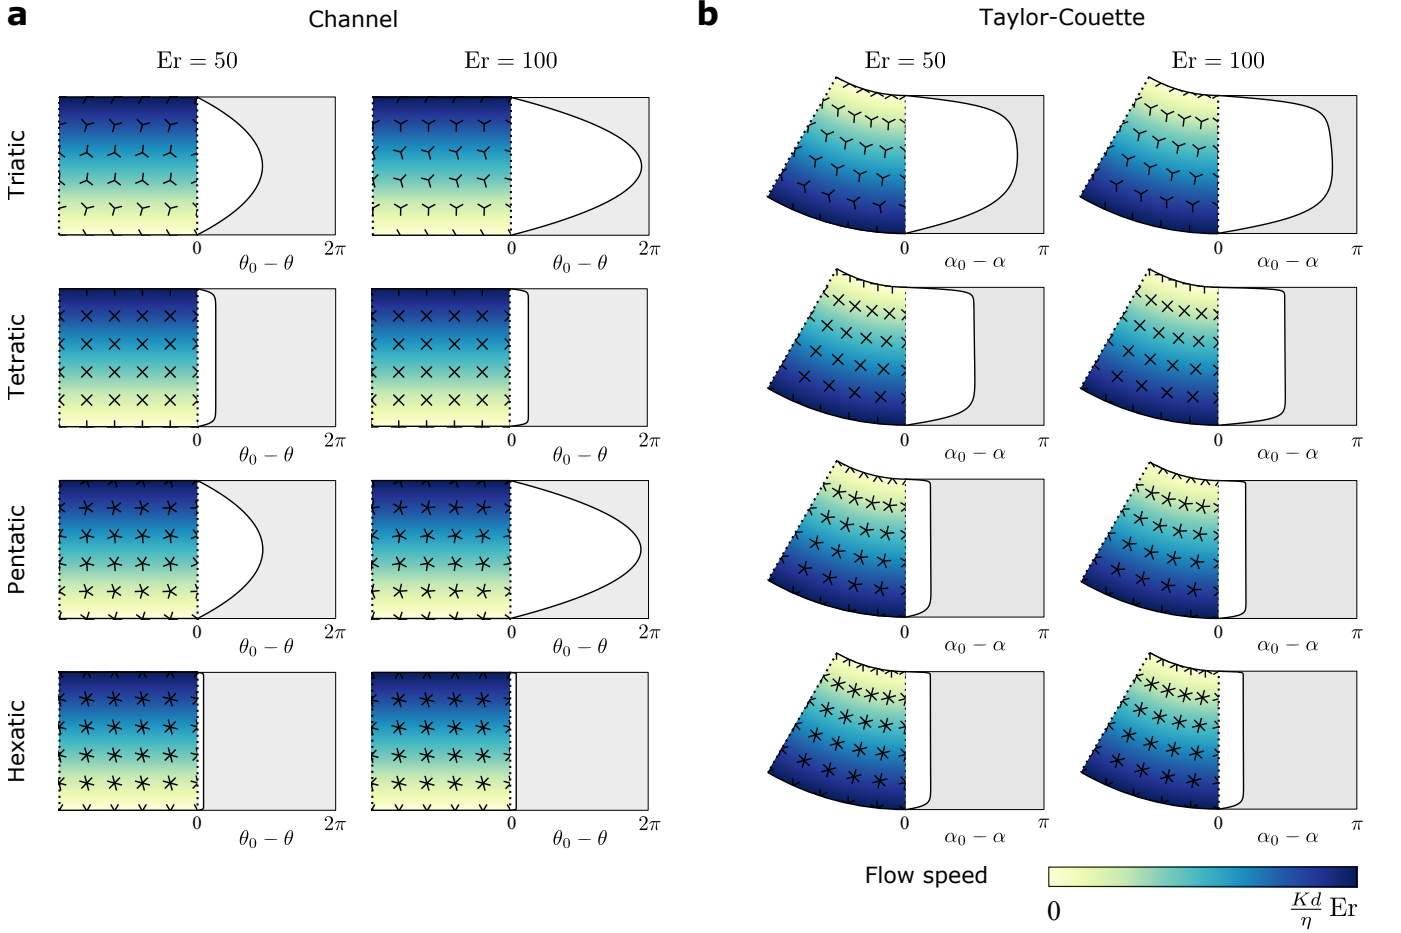 a Channel b Taylor-Couette
Er = 50 Er = 100 Er = 50 Er = 100
Triatic
0 2π 0 2π 0 π 0 π
θ₀ − θ θ₀ − θ α₀ − α α₀ − α
Tetratic
0 2π 0 2π 0 π 0 π
θ₀ − θ θ₀ − θ α₀ − α α₀ − α
Pentatic
0 2π 0 2π 0 π 0 π
θ₀ − θ θ₀ − θ α₀ − α α₀ − α
Hexatic
0 2π 0 2π 0 π 0 π
θ₀ − θ θ₀ − θ α₀ − α α₀ − α
Flow speed
0 Kd/η Er